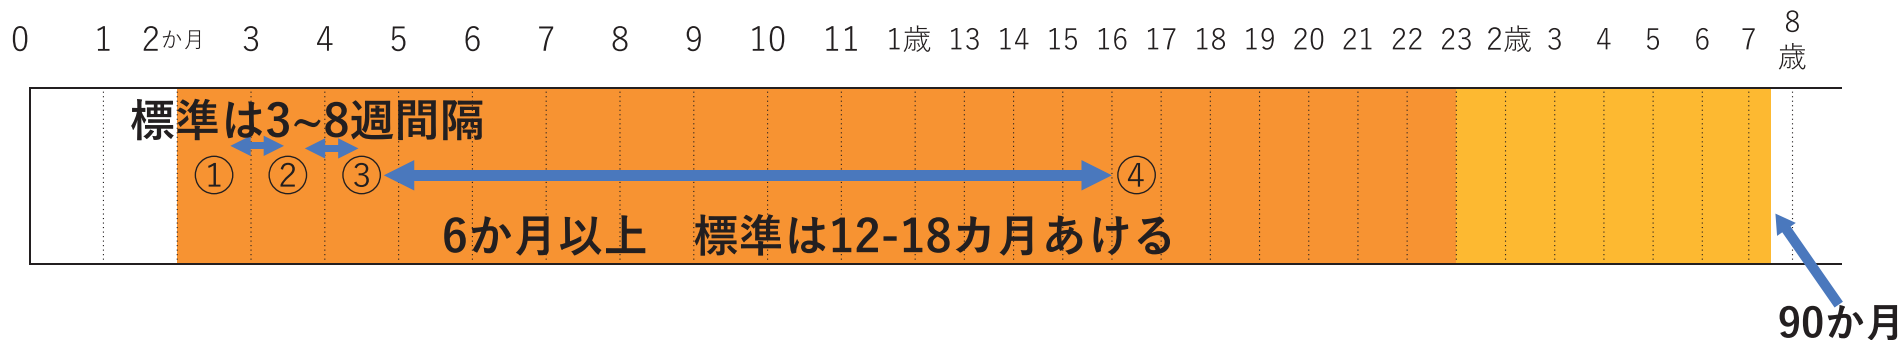 0 1 2か月 3 4 5 6 7 8 9 10 11 1歳 13 14 15 16 17 18 19 20 21 22 23 2歳 3 4 5 6 7 8歳
標準は3~8週間隔
① ② ③ ④
6か月以上　標準は12-18カ月あける
90か月